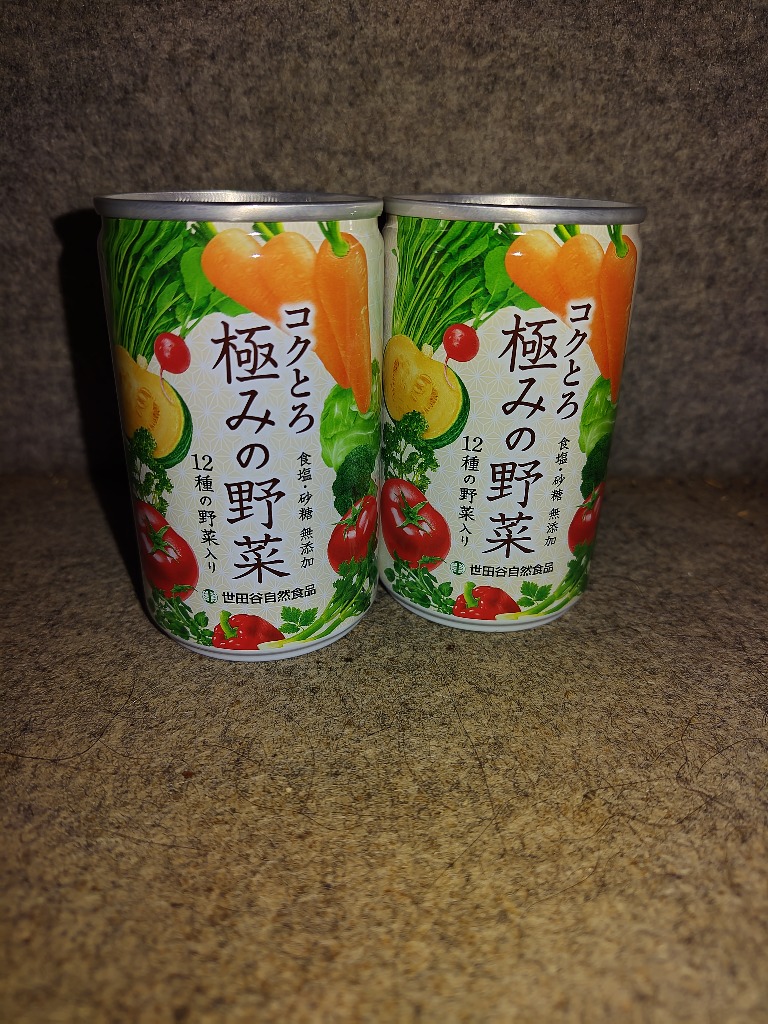 コクとろ
極みの野菜
食塩・砂糖 無添加
12種の野菜入り
世田谷自然食品
コクとろ
極みの野菜
食塩・砂糖 無添加
12種の野菜入り
世田谷自然食品